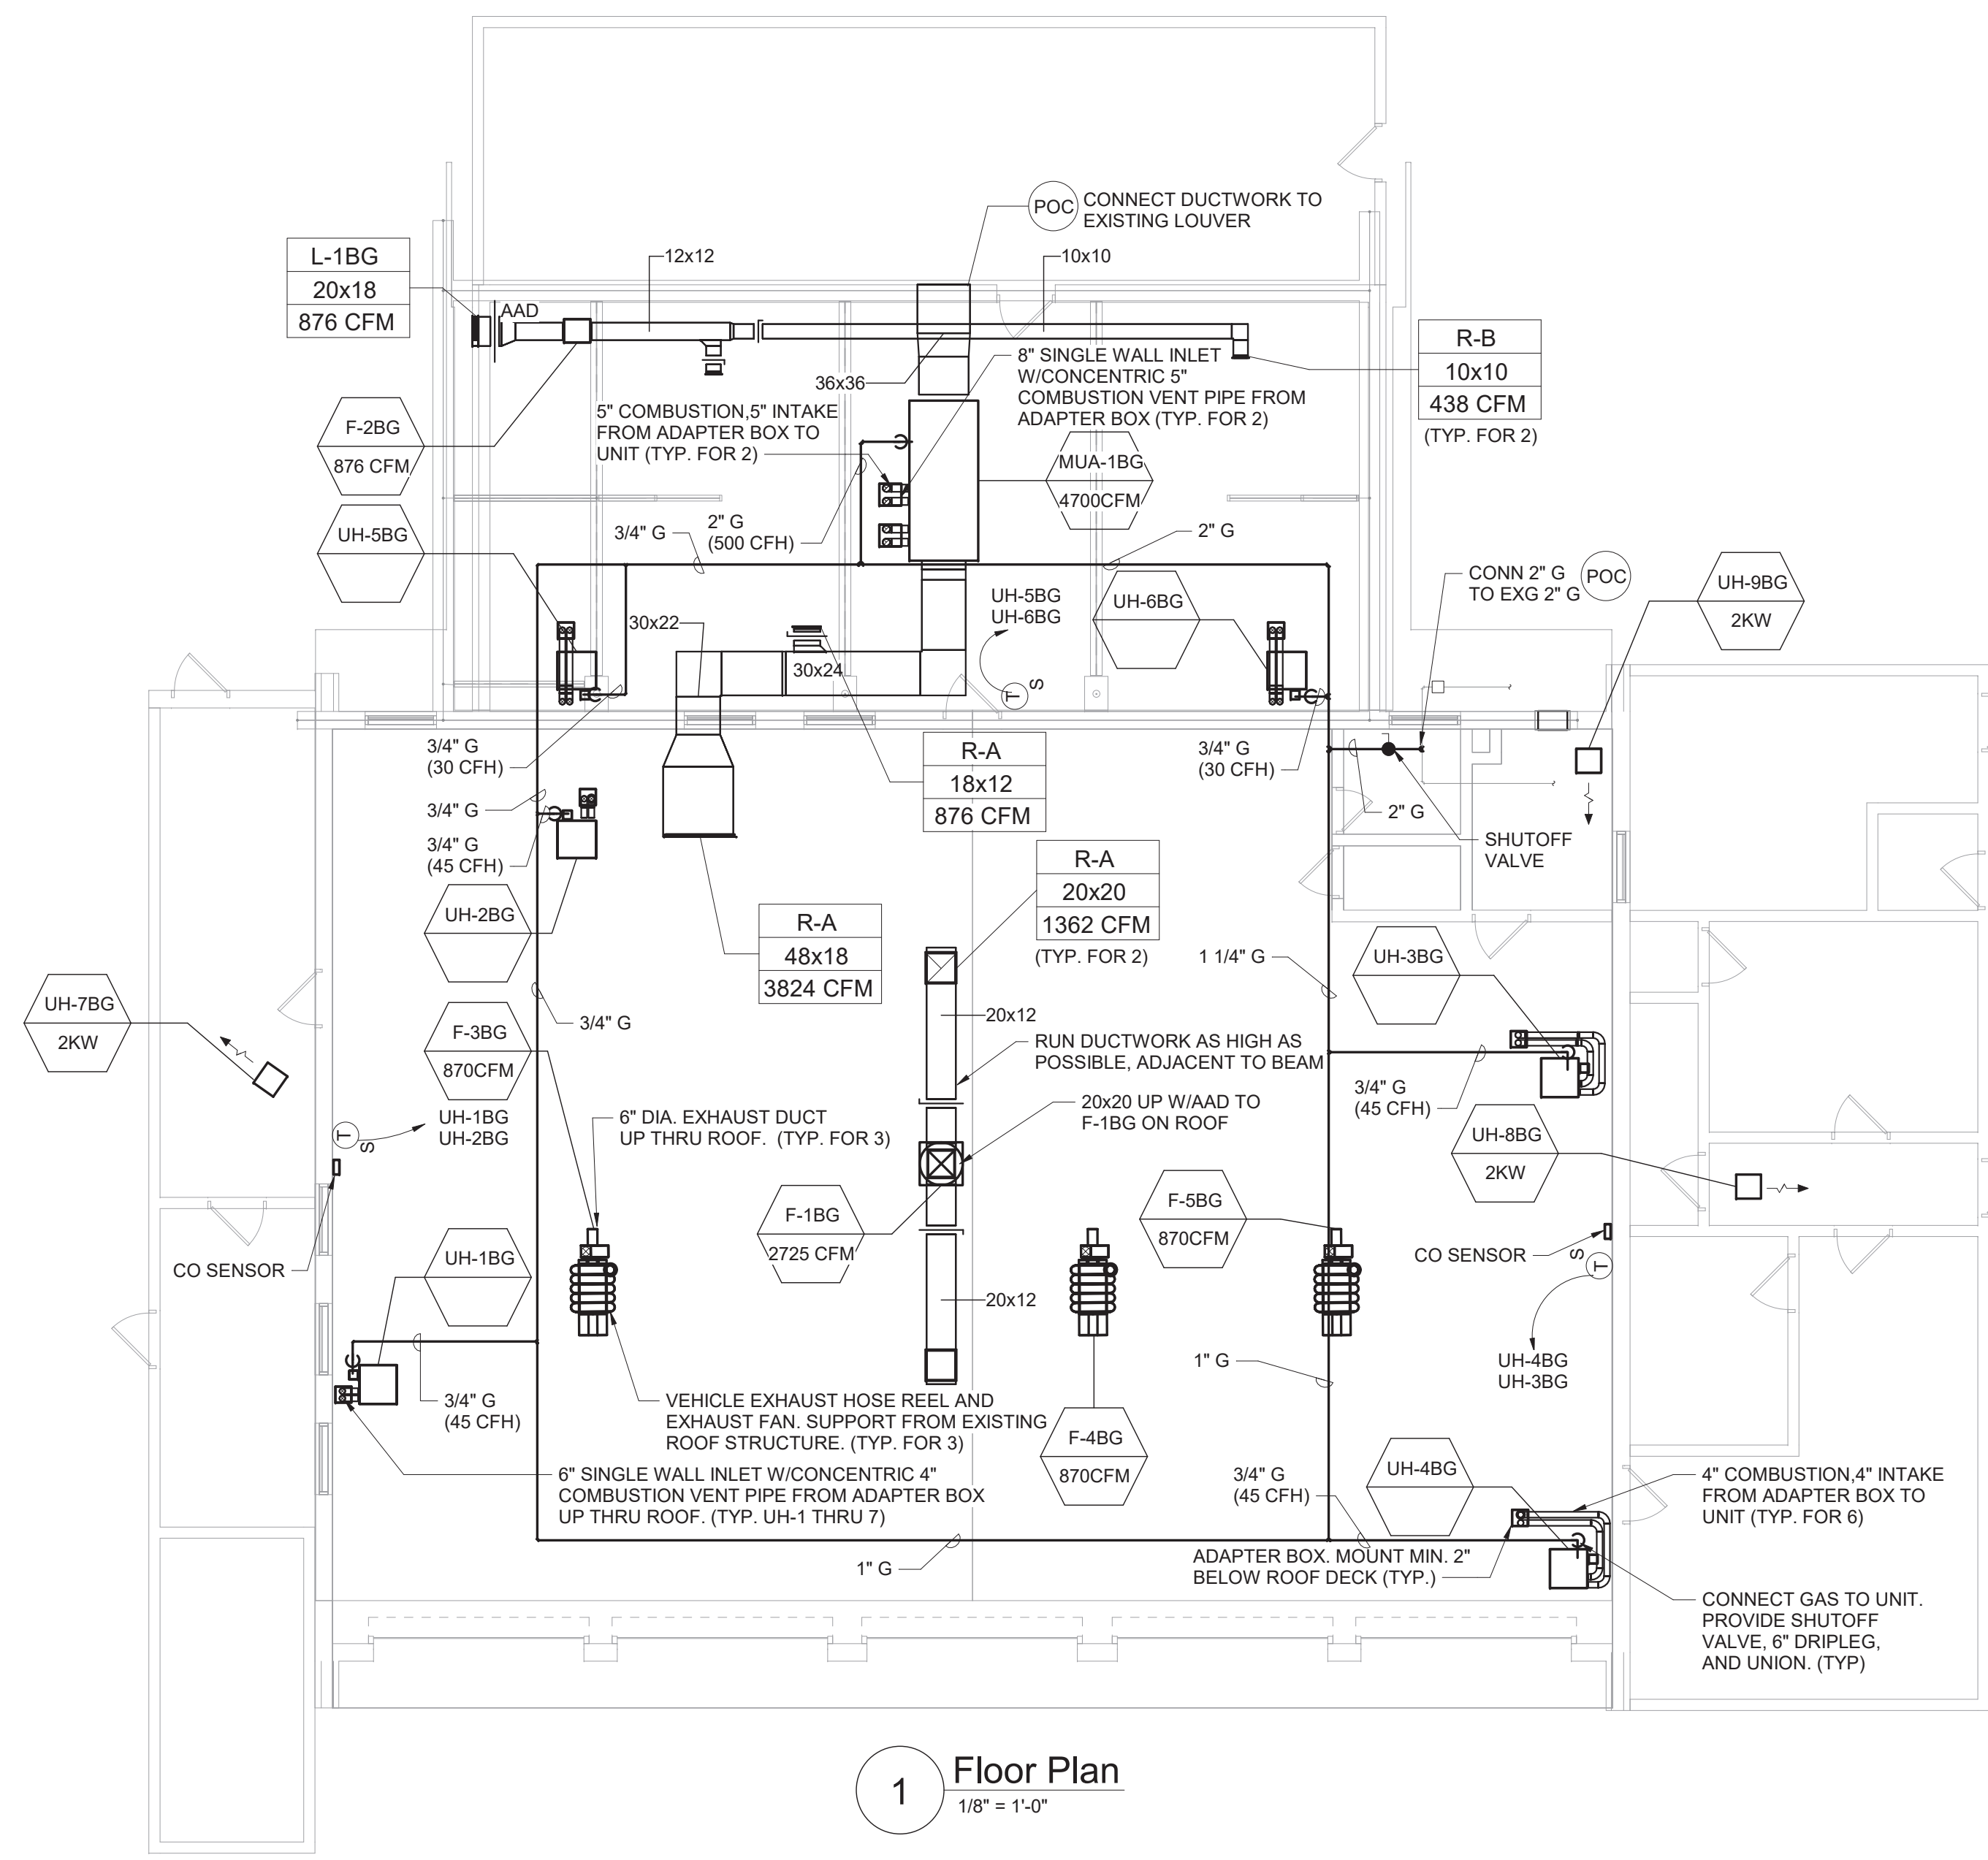 POC
CONNECT DUCTWORK TO
EXISTING LOUVER
L-1BG
20x18
876 CFM
12x12
10x10
AAD
R-B
10x10
438 CFM
(TYP. FOR 2)
8" SINGLE WALL INLET
W/CONCENTRIC 5"
COMBUSTION VENT PIPE FROM
ADAPTER BOX (TYP. FOR 2)
36x36
5" COMBUSTION,5" INTAKE
FROM ADAPTER BOX TO
UNIT (TYP. FOR 2)
F-2BG
876 CFM
MUA-1BG
4700CFM
UH-5BG
3/4" G
2" G
(500 CFH)
2" G
CONN 2" G
TO EXG 2" G
POC
UH-9BG
2KW
UH-5BG
UH-6BG
UH-6BG
30x22
30x24
T
S
3/4" G
(30 CFH)
R-A
18x12
876 CFM
3/4" G
(30 CFH)
3/4" G
2" G
SHUTOFF
VALVE
3/4" G
(45 CFH)
R-A
20x20
1362 CFM
(TYP. FOR 2)
UH-2BG
R-A
48x18
3824 CFM
1 1/4" G
UH-3BG
UH-7BG
2KW
3/4" G
F-3BG
870CFM
20x12
RUN DUCTWORK AS HIGH AS
POSSIBLE, ADJACENT TO BEAM
3/4" G
(45 CFH)
UH-1BG
UH-2BG
T
S
6" DIA. EXHAUST DUCT
UP THRU ROOF. (TYP. FOR 3)
20x20 UP W/AAD TO
F-1BG ON ROOF
UH-8BG
2KW
F-1BG
2725 CFM
F-5BG
870CFM
CO SENSOR
UH-1BG
CO SENSOR
S
T
20x12
UH-4BG
UH-3BG
1" G
3/4" G
(45 CFH)
VEHICLE EXHAUST HOSE REEL AND
EXHAUST FAN. SUPPORT FROM EXISTING
ROOF STRUCTURE. (TYP. FOR 3)
F-4BG
870CFM
6" SINGLE WALL INLET W/CONCENTRIC 4"
COMBUSTION VENT PIPE FROM ADAPTER BOX
UP THRU ROOF. (TYP. UH-1 THRU 7)
3/4" G
(45 CFH)
UH-4BG
4" COMBUSTION,4" INTAKE
FROM ADAPTER BOX TO
UNIT (TYP. FOR 6)
1" G
ADAPTER BOX. MOUNT MIN. 2"
BELOW ROOF DECK (TYP.)
CONNECT GAS TO UNIT.
PROVIDE SHUTOFF
VALVE, 6" DRIPLEG,
AND UNION. (TYP)
1
Floor Plan
1/8" = 1'-0"